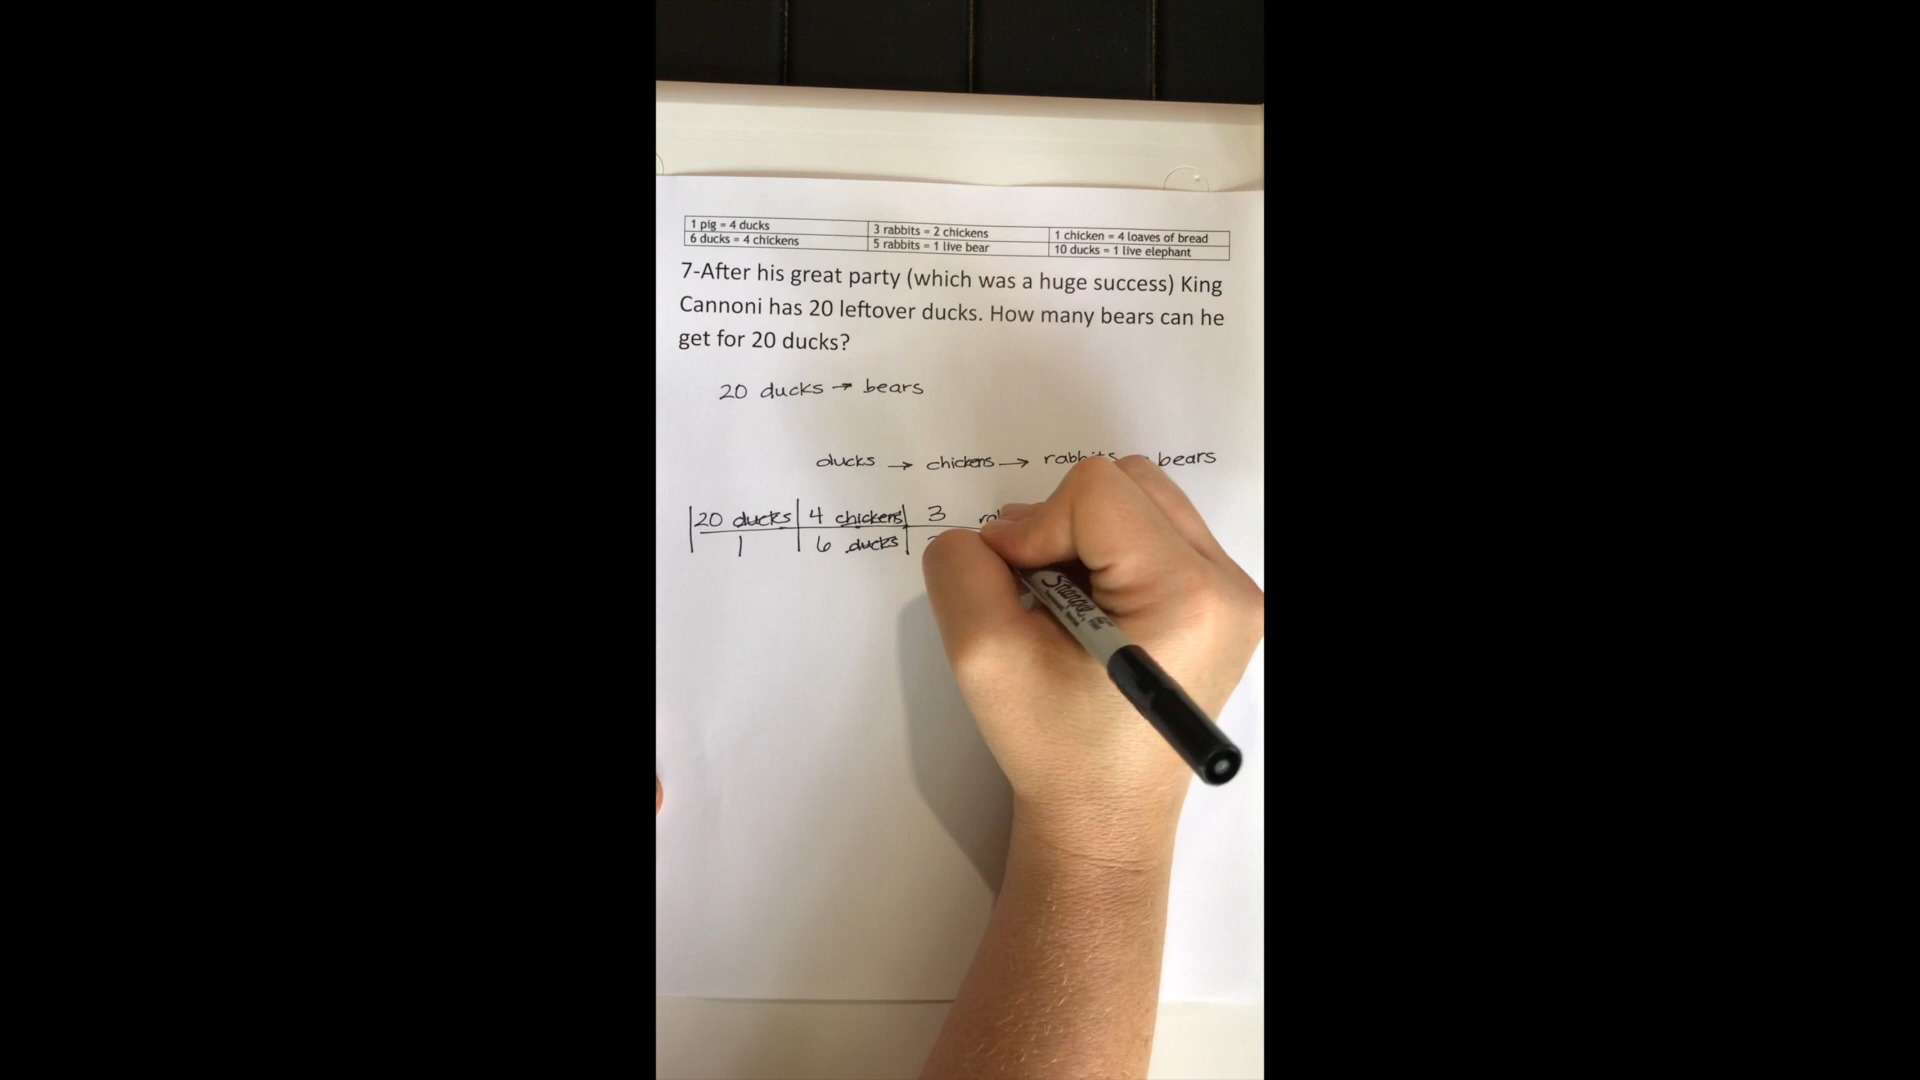 1 pig = 4 ducks 3 rabbits = 2 chickens 1 chicken = 4 loaves of bread
6 ducks = 4 chickens 5 rabbits = 1 live bear 10 ducks = 1 live elephant
7-After his great party (which was a huge success) King
Cannoni has 20 leftover ducks. How many bears can he
get for 20 ducks?
20 ducks → bears
ducks → chickens → rabbits bears
20 ducks 4 chickens 3
1 6 ducks
Sharpie